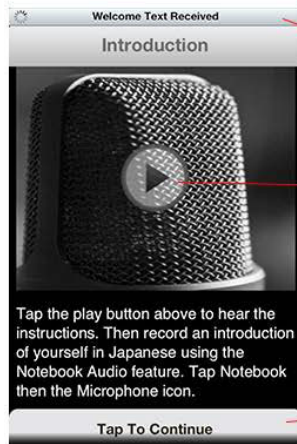 Welcome Text Received
Introduction
Tap the play button above to hear the
instructions. Then record an introduction
of yourself in Japanese using the
Notebook Audio feature. Tap Notebook
then the Microphone icon.
Tap To Continue